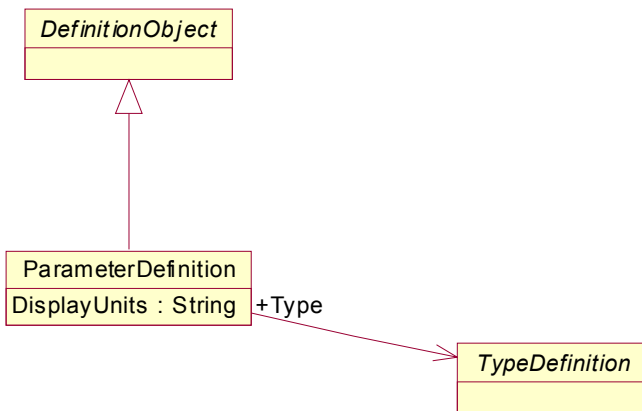 DefinitionObject
ParameterDefinition
DisplayUnits : String
+Type
TypeDefinition